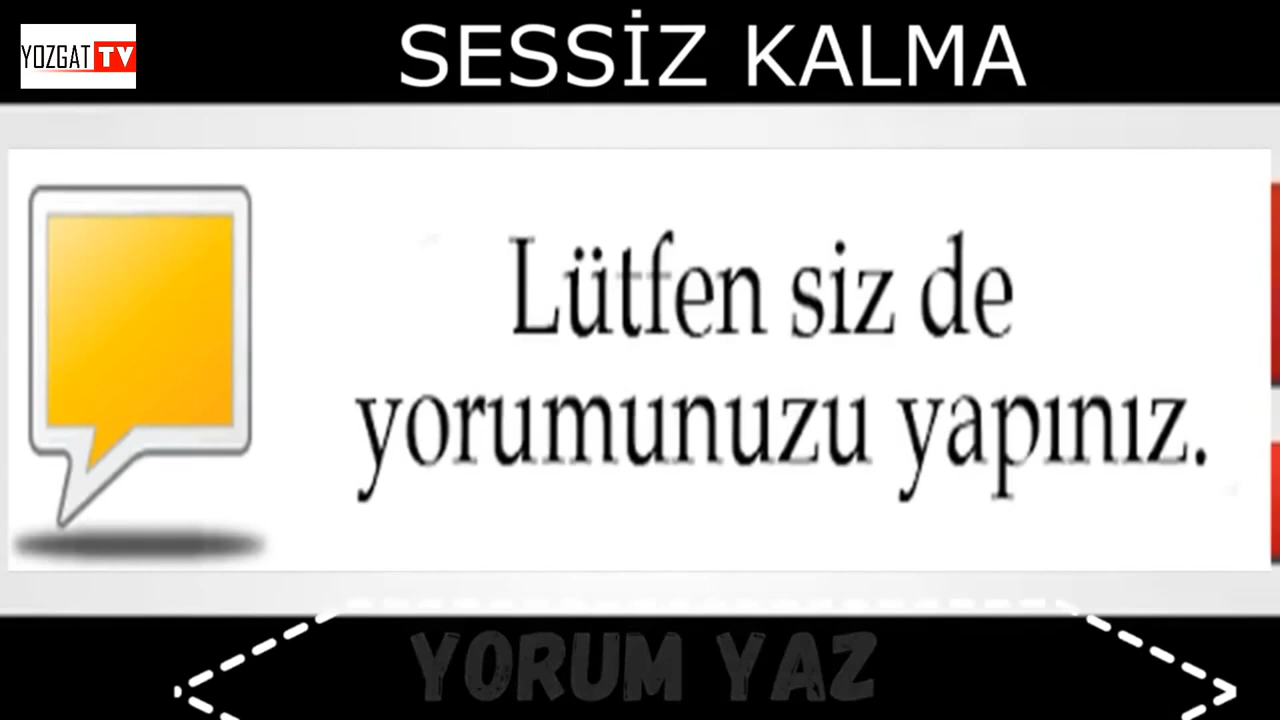 YOZGAT TV
SESSİZ KALMA
Lütfen siz de
yorumunuzu yapınız.
YORUM YAZ